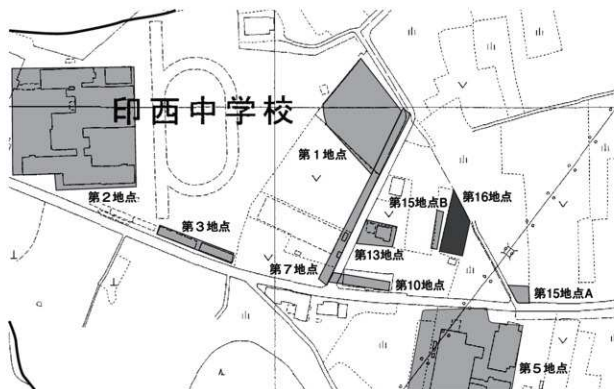 印西中学校
第1地点
第2地点
第3地点
第15地点B
第16地点
第7地点
第13地点
第10地点
第15地点A
第5地点